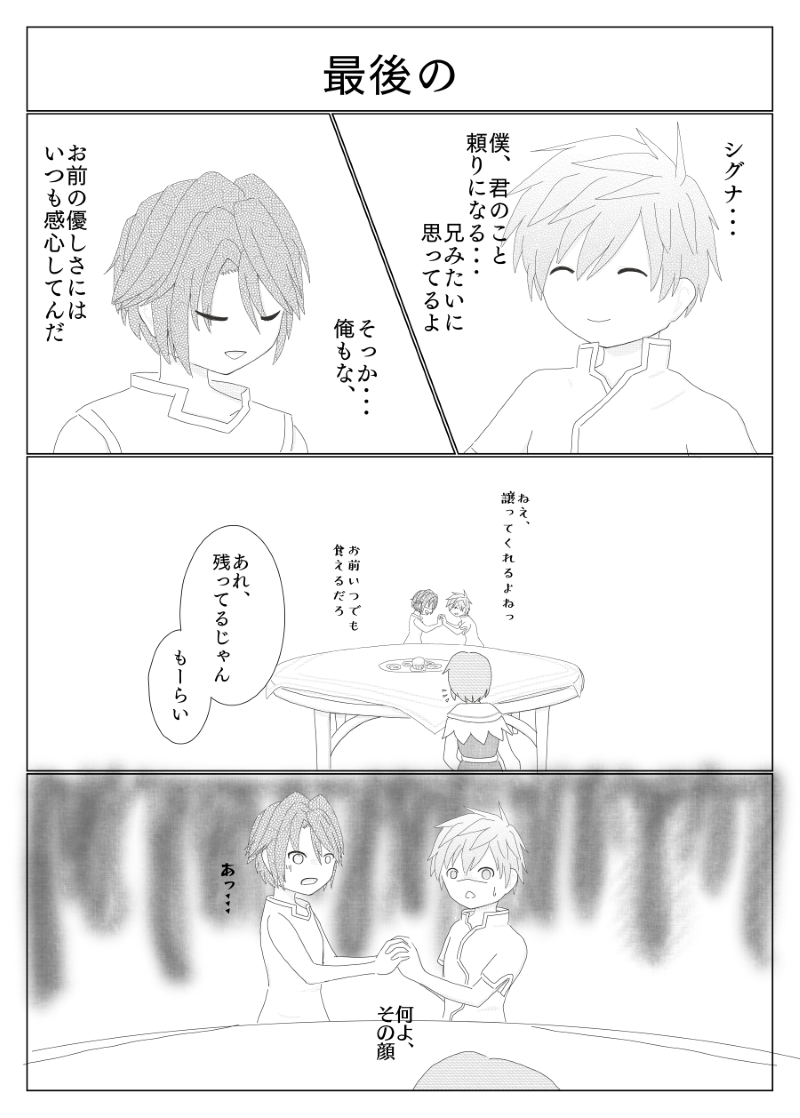 最後の
シグナ・・・
僕、君のこと
頼りになる・・・
兄みたいに
思ってるよ
そっか・・・
俺もな、
お前の優しさには
いつも感心してんだ
ねえ、
譲ってくれるよねっ
お前いつでも
食えるだろ
あれ、
残ってるじゃん
もーらい
あっ・・・
何よ、
その顔